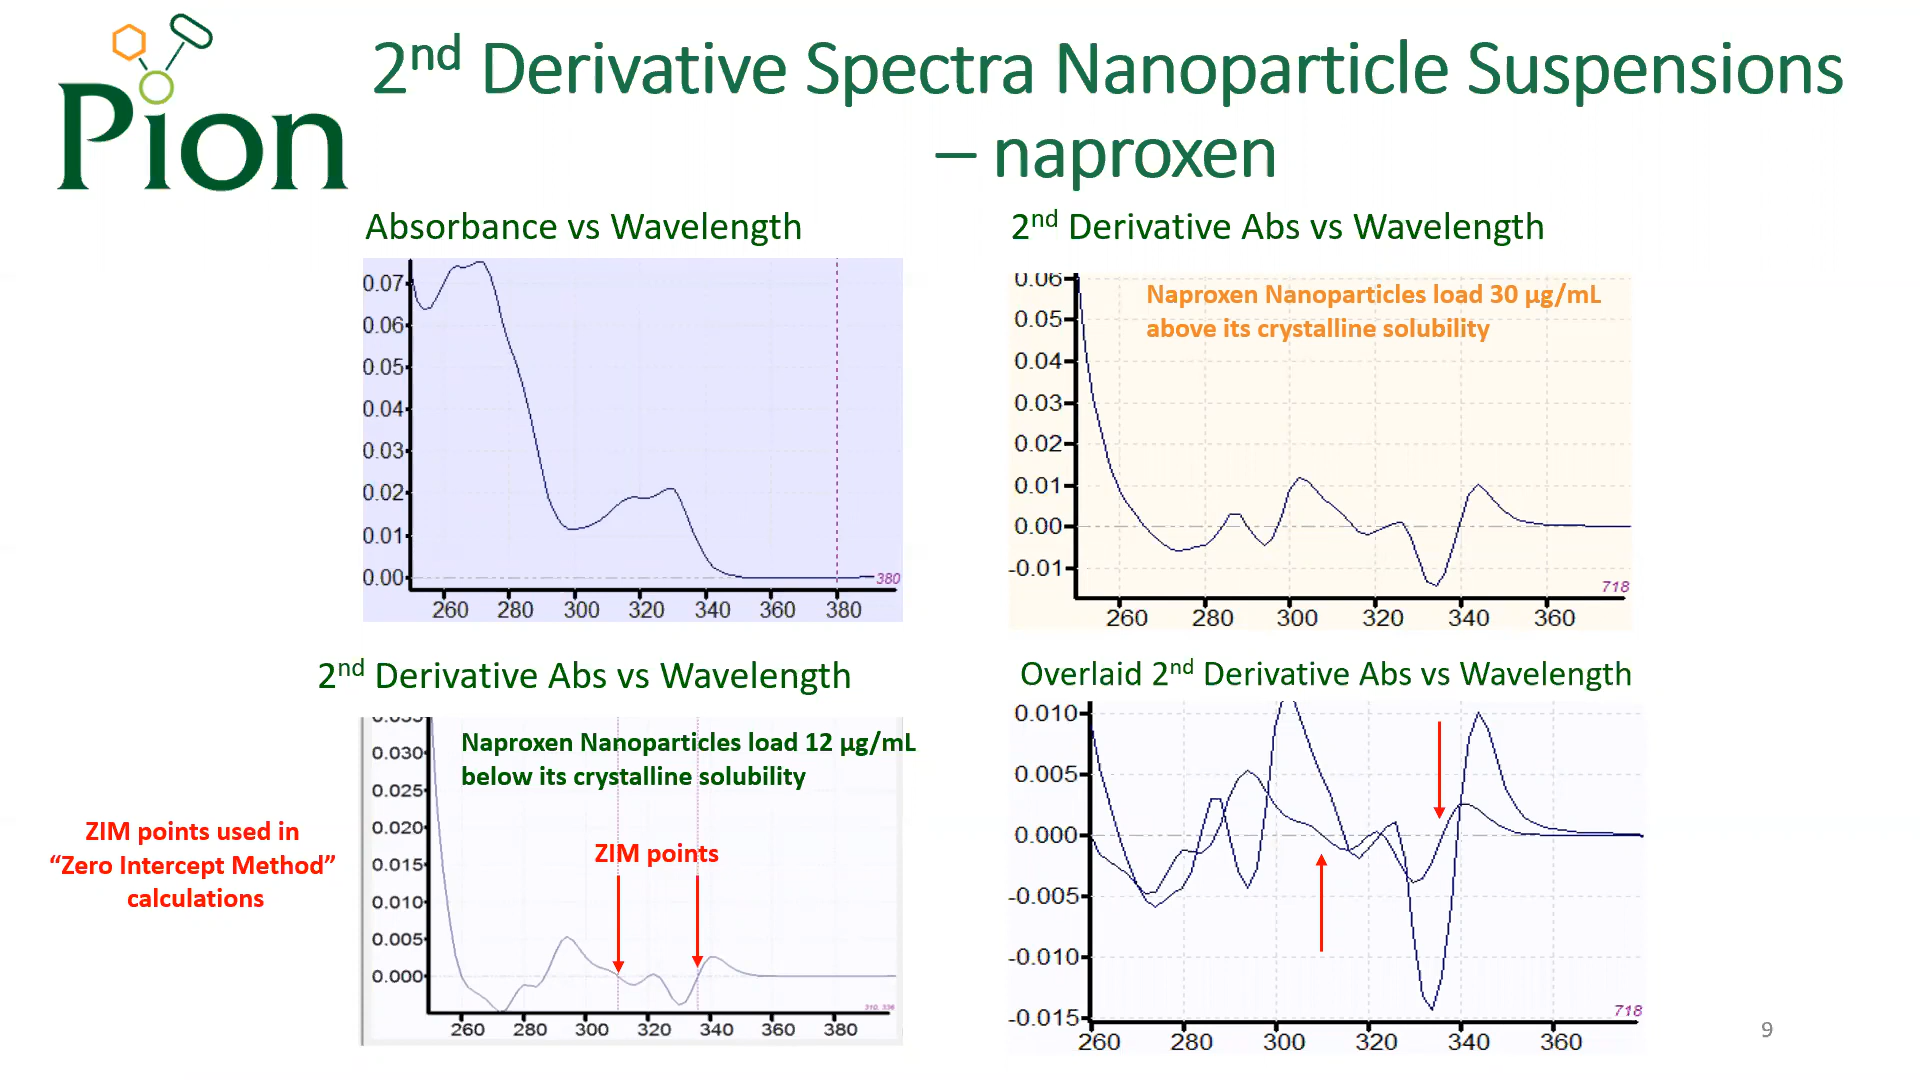 Pion
2nd Derivative Spectra Nanoparticle Suspensions
– naproxen
Absorbance vs Wavelength
0.07
0.06
0.05
0.04
0.03
0.02
0.01
0.00
380
260 280 300 320 340 360 380
2nd Derivative Abs vs Wavelength
Naproxen Nanoparticles load 30 µg/mL
above its crystalline solubility
0.06
0.05
0.04
0.03
0.02
0.01
0.00
-0.01
718
260 280 300 320 340 360
2nd Derivative Abs vs Wavelength
Naproxen Nanoparticles load 12 µg/mL
below its crystalline solubility
ZIM points
0.035
0.030
0.025
0.020
0.015
0.010
0.005
0.000
310, 336
260 280 300 320 340 360 380
ZIM points used in
“Zero Intercept Method”
calculations
Overlaid 2nd Derivative Abs vs Wavelength
0.010
0.005
0.000
-0.005
-0.010
-0.015
718
260 280 300 320 340 360
9